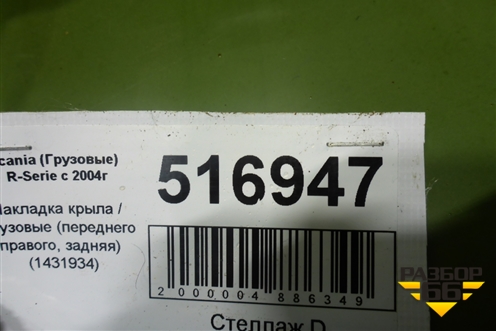 cania (Грузовые)
R-Serie с 2004г
516947
Накладка крыла /
узовые (переднего
правого, задняя)
(1431934)
2 000004 886349
Стеллаж D
РАЗБОР
66